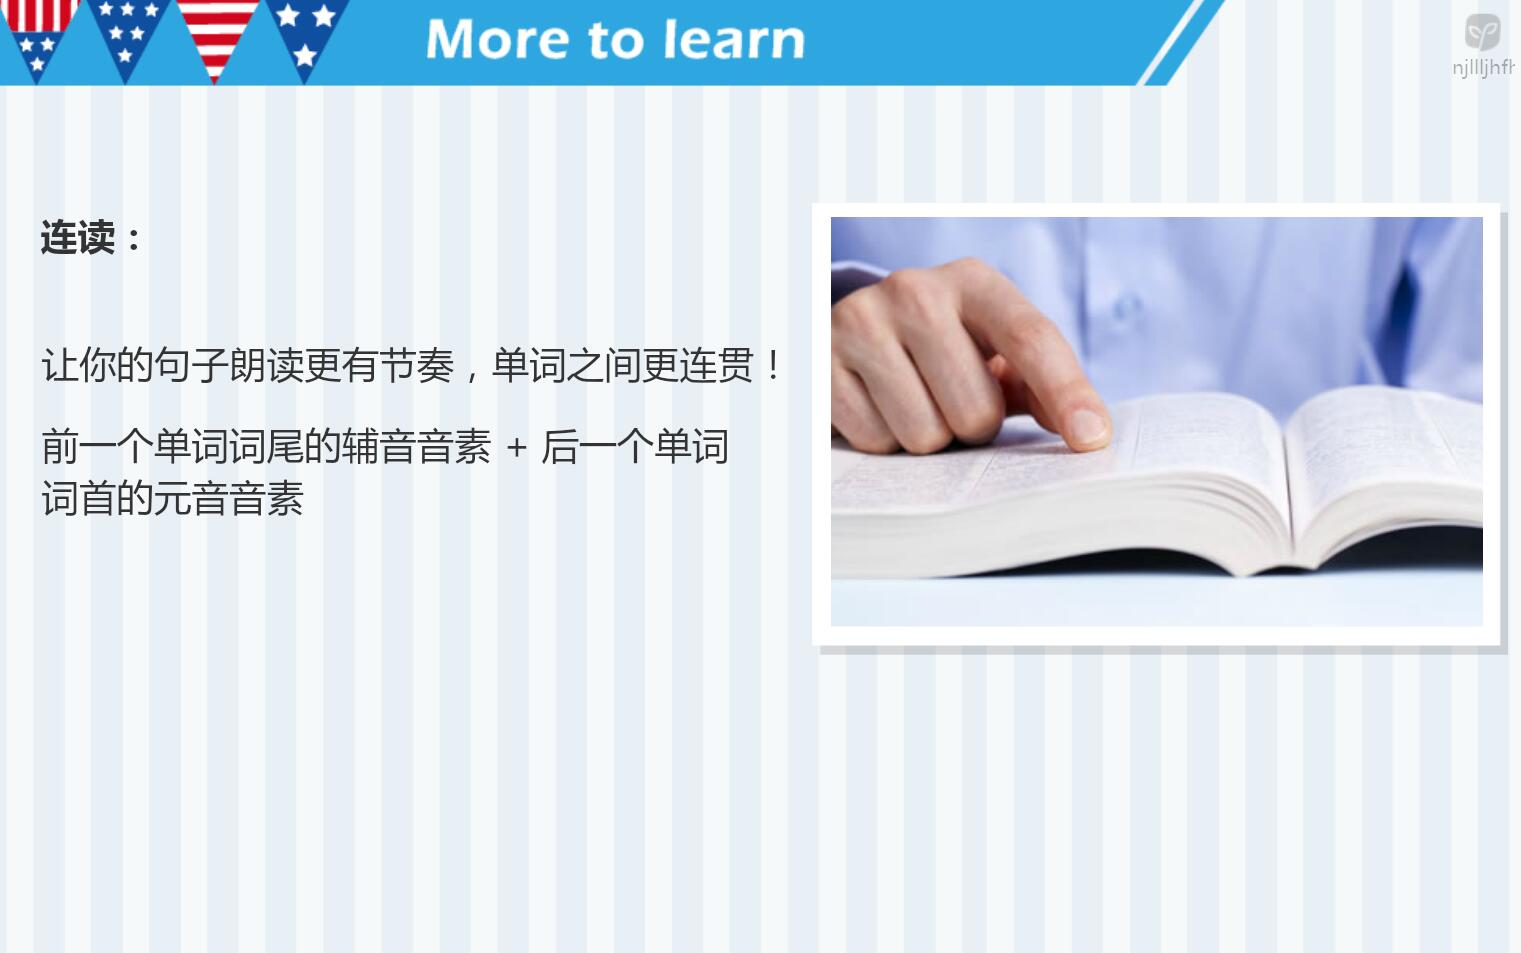 More to learn
njllljhfh
连读：
让你的句子朗读更有节奏，单词之间更连贯！
前一个单词词尾的辅音音素 + 后一个单词
词首的元音音素